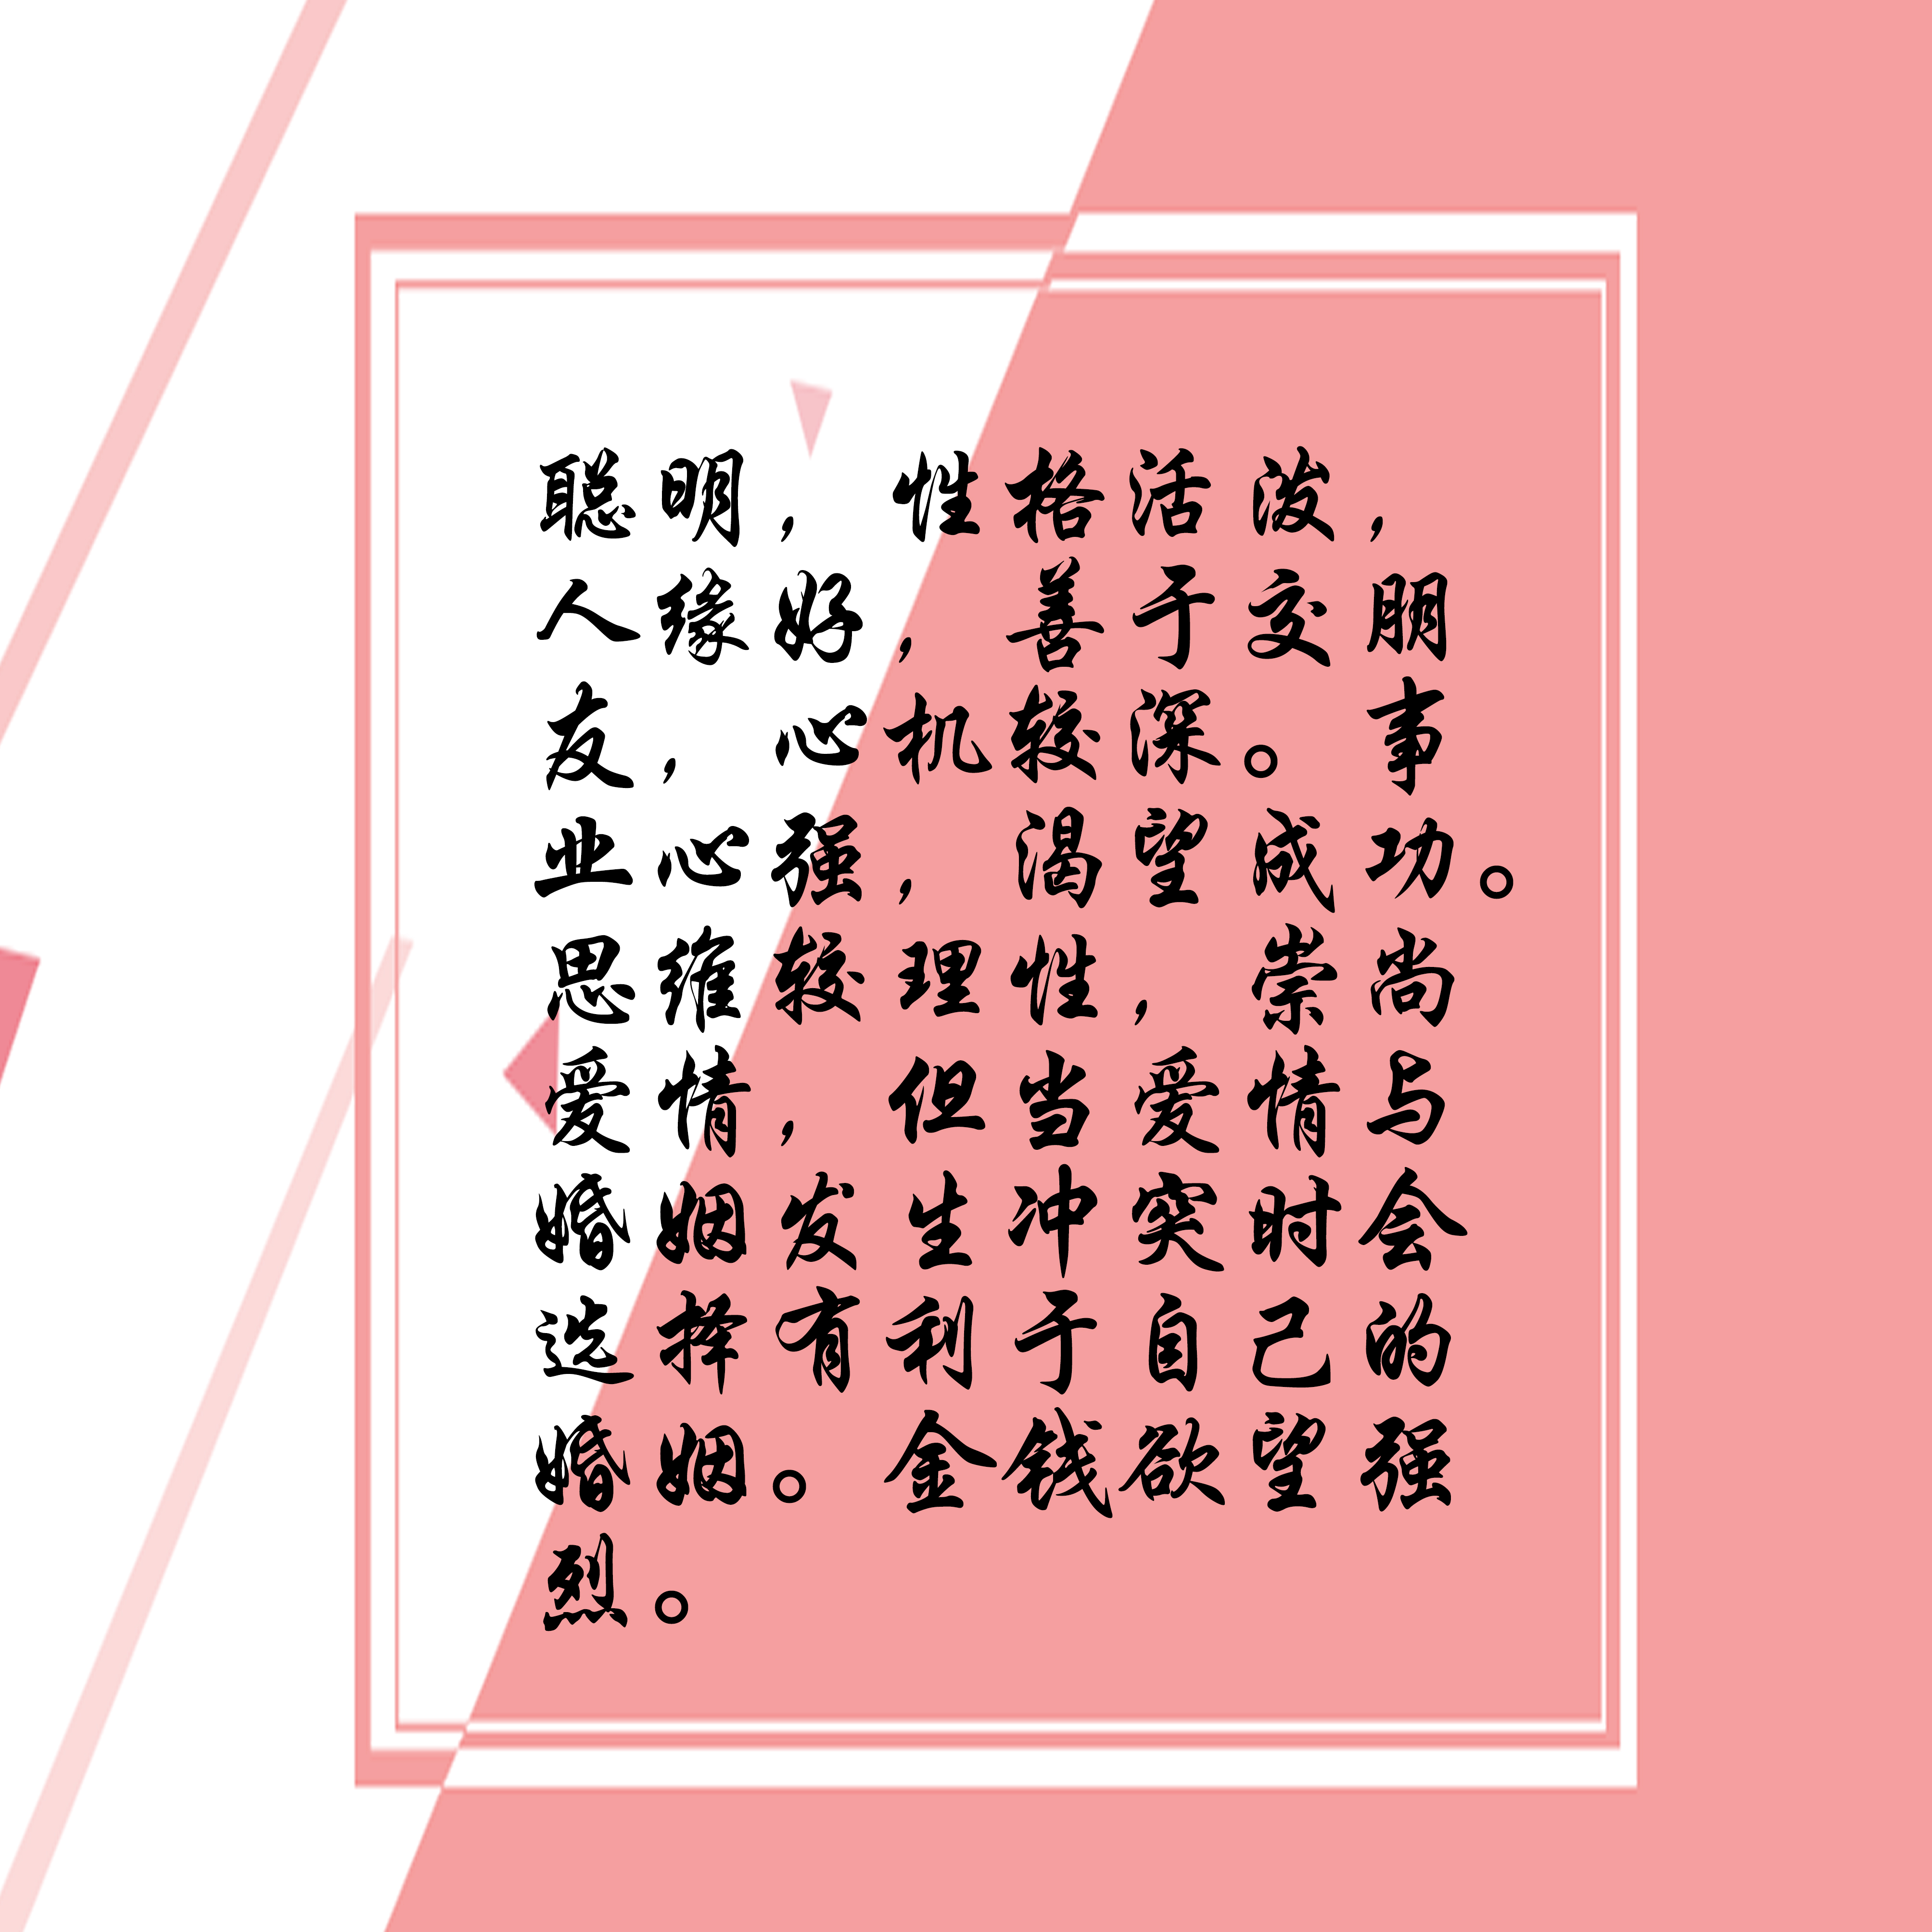 聪明，性格活泼，
人缘好，善于交朋
友，心机较深。事
业心强，渴望成功。
思维较理性，崇尚
爱情，但当爱情与
婚姻发生冲突时会
选择有利于自己的
婚姻。金钱欲望强
烈。